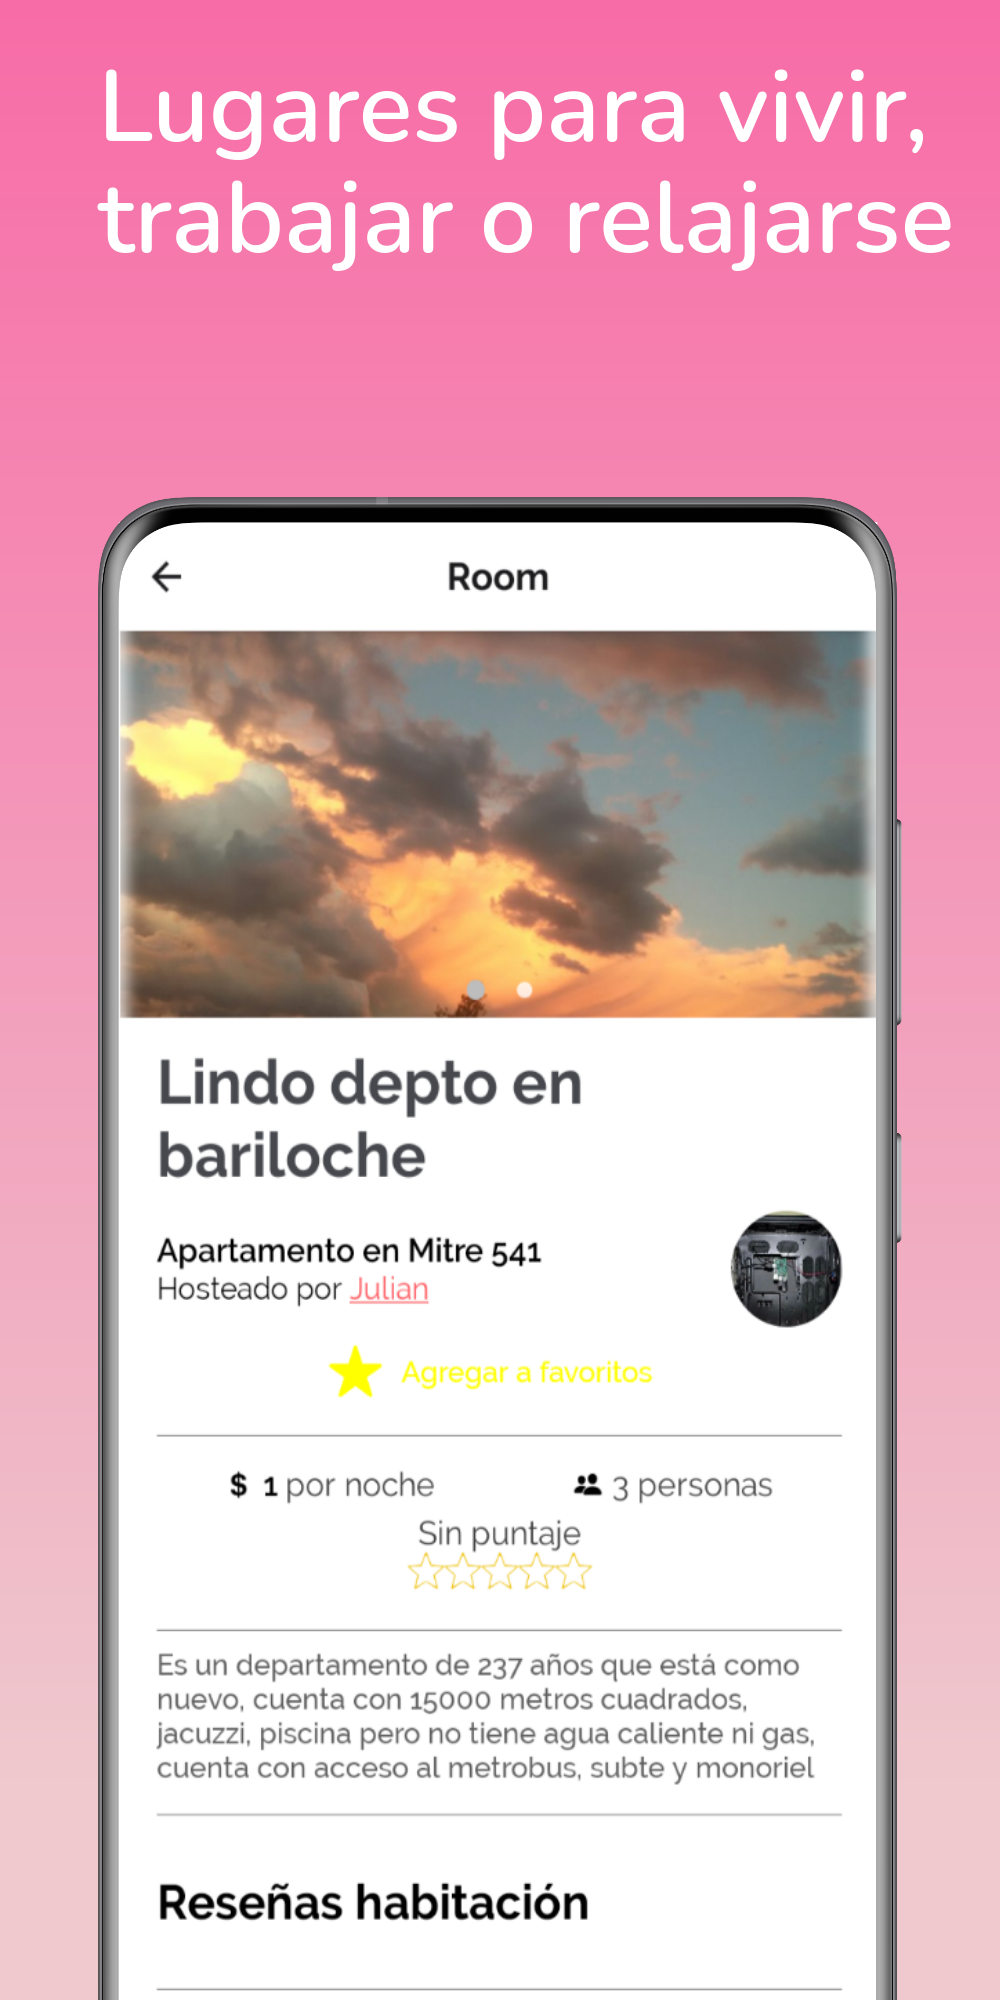 Lugares para vivir,
trabajar o relajarse
Room
Lindo depto en
bariloche
Apartamento en Mitre 541
Hosteado por Julian
Agregar a favoritos
$ 1 por noche
3 personas
Sin puntaje
Es un departamento de 237 años que está como
nuevo, cuenta con 15000 metros cuadrados,
jacuzzi, piscina pero no tiene agua caliente ni gas,
cuenta con acceso al metrobus, subte y monoriel
Reseñas habitación